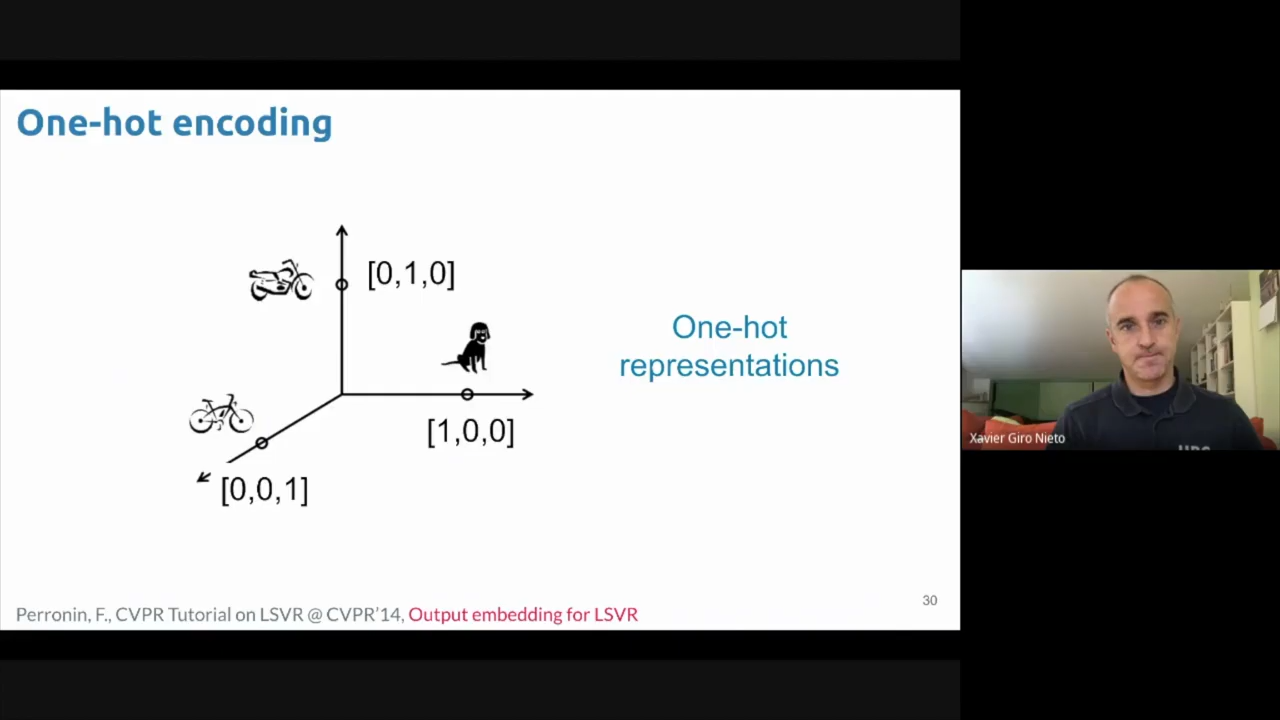 One-hot encoding
[0,1,0]
One-hot
representations
[1,0,0]
[0,0,1]
Xavier Giro Nieto
Perronin, F., CVPR Tutorial on LSVR @ CVPR'14, Output embedding for LSVR
30